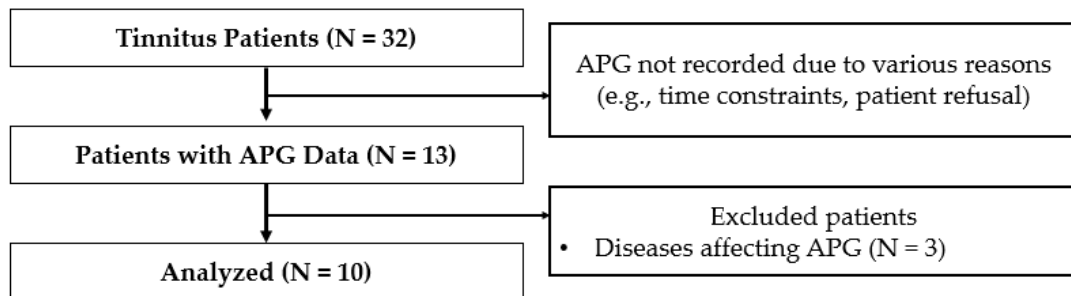 Tinnitus Patients (N = 32)
APG not recorded due to various reasons
(e.g., time constraints, patient refusal)
Patients with APG Data (N = 13)
Excluded patients
• Diseases affecting APG (N = 3)
Analyzed (N = 10)